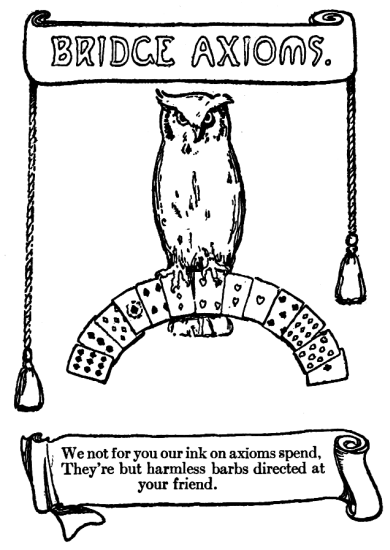 BRIDGE AXIOMS.
We not for you our ink on axioms spend,
They're but harmless barbs directed at
your friend.